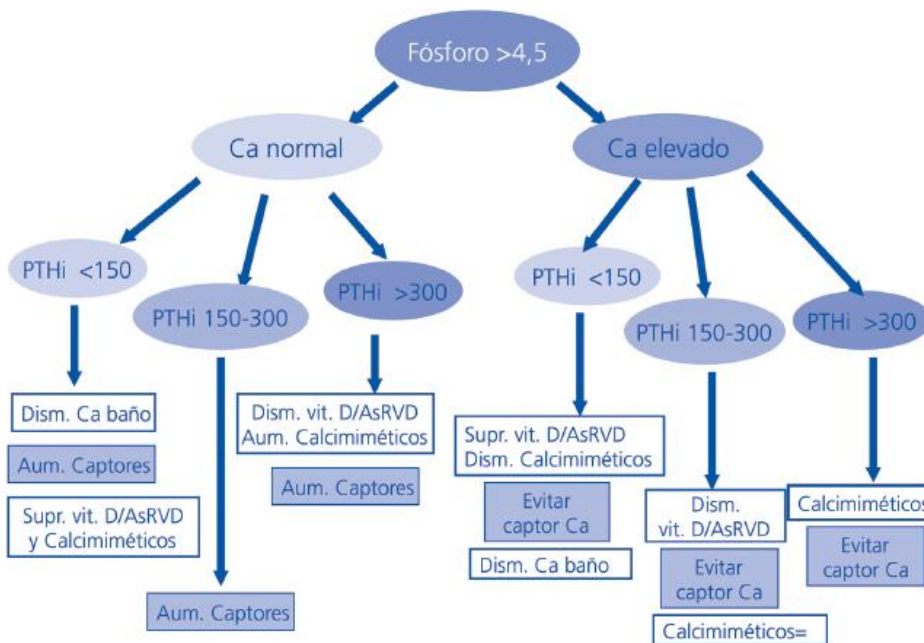 Fósforo >4,5
Ca normal
Ca elevado
PTHi <150
PTHi 150-300
PTHi >300
PTHi <150
PTHi 150-300
PTHi >300
Dism. Ca baño
Aum. Captores
Supr. vit. D/AsRVD
y Calcimiméticos
Aum. Captores
Dism. vit. D/AsRVD
Aum. Calcimiméticos
Aum. Captores
Supr. vit. D/AsRVD
Dism. Calcimiméticos
Evitar
captor Ca
Dism. Ca baño
Dism.
vit. D/AsRVD
Evitar
captor Ca
Calcimiméticos=
Calcimiméticos
Evitar
captor Ca